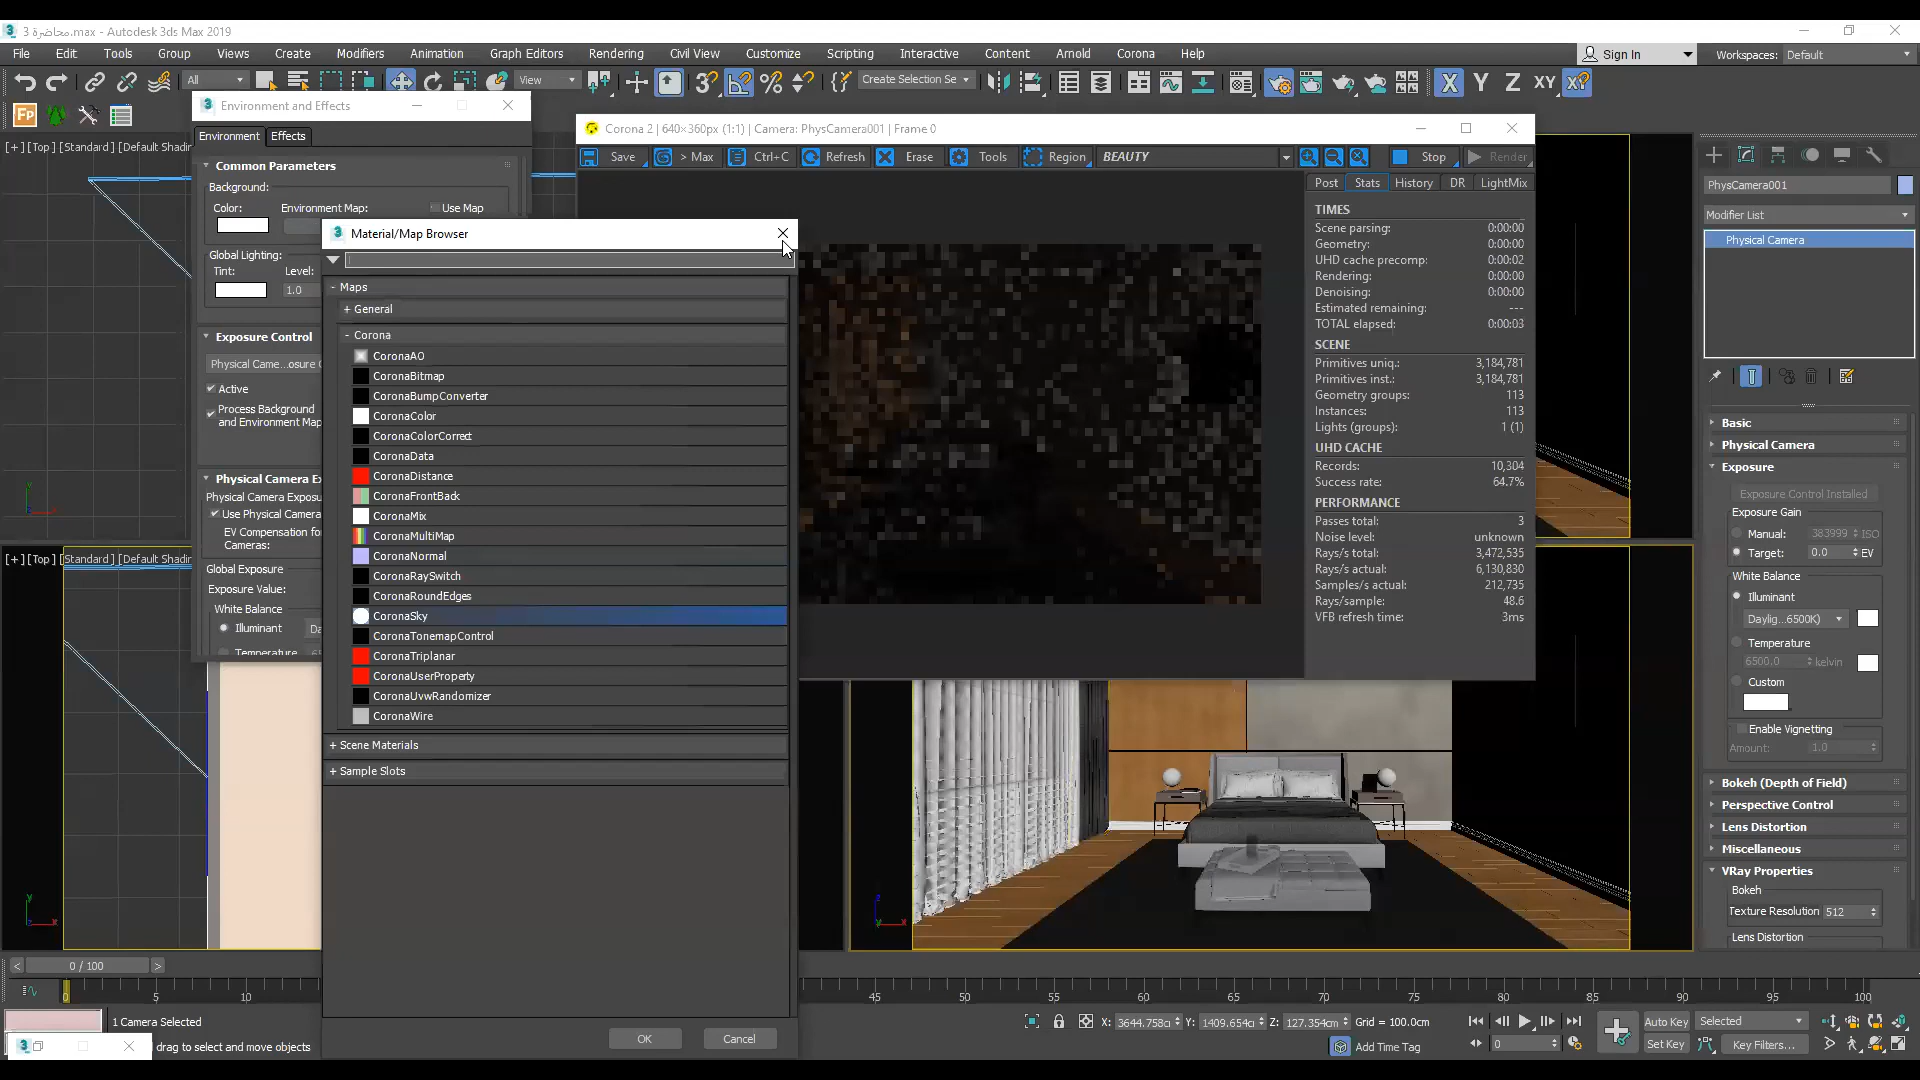 محاضرة 3.max - Autodesk 3ds Max 2019
File Edit Tools Group Views Create Modifiers Animation Graph Editors Rendering Civil View Customize Scripting Interactive Content Arnold Corona Help
Sign In Workspaces: Default
All View Create Selection Se X Y Z XY
[+] [Top] [Standard] [Default Shadin
Environment and Effects
Environment Effects
Common Parameters
Background:
Color: Environment Map: Use Map
Global Lighting:
Tint: Level:
1.0
Exposure Control
Physical Came...osure C
Active
Process Background
and Environment Map
Physical Camera Ex
Physical Camera Exposu
Use Physical Camera
EV Compensation for
Cameras:
Global Exposure
Exposure Value:
White Balance
Illuminant Da
Temperature
Material/Map Browser
- Maps
+ General
- Corona
CoronaAO
CoronaBitmap
CoronaBumpConverter
CoronaColor
CoronaColorCorrect
CoronaData
CoronaDistance
CoronaFrontBack
CoronaMix
CoronaMultiMap
CoronaNormal
CoronaRaySwitch
CoronaRoundEdges
CoronaSky
CoronaTonemapControl
CoronaTriplanar
CoronaUserProperty
CoronaUvwRandomizer
CoronaWire
+ Scene Materials
+ Sample Slots
OK Cancel
Corona 2 | 640×360px (1:1) | Camera: PhysCamera001 | Frame 0
Save > Max Ctrl+C Refresh Erase Tools Region BEAUTY Stop Render
Post Stats History DR LightMix
TIMES
Scene parsing: 0:00:00
Geometry: 0:00:00
UHD cache precomp: 0:00:02
Rendering: 0:00:00
Denoising: 0:00:00
Estimated remaining: ---
TOTAL elapsed: 0:00:03
SCENE
Primitives uniq.: 3,184,781
Primitives inst.: 3,184,781
Geometry groups: 113
Instances: 113
Lights (groups): 1 (1)
UHD CACHE
Records: 10,304
Success rate: 64.7%
PERFORMANCE
Passes total: 3
Noise level: unknown
Rays/s total: 3,472,535
Rays/s actual: 6,130,830
Samples/s actual: 212,735
Rays/sample: 48.6
VFB refresh time: 3ms
PhysCamera001
Modifier List
Physical Camera
Basic
Physical Camera
Exposure
Exposure Control Installed
Exposure Gain
Manual: 383999 ISO
Target: 0.0 EV
White Balance
Illuminant
Daylig...6500K)
Temperature
6500.0 kelvin
Custom
Enable Vignetting
Amount: 1.0
Bokeh (Depth of Field)
Perspective Control
Lens Distortion
Miscellaneous
VRay Properties
Bokeh
Texture Resolution 512
Lens Distortion
[+] [Top] [Standard] [Default Shadin
< 0 / 100 >
0 5 10 45 50 55 60 65 70 75 80 85 90 95 100
1 Camera Selected X: 3644.758c Y: 1409.654c Z: 127.354cm Grid = 100.0cm Auto Key Selected
drag to select and move objects Add Time Tag 0 Set Key Key Filters...